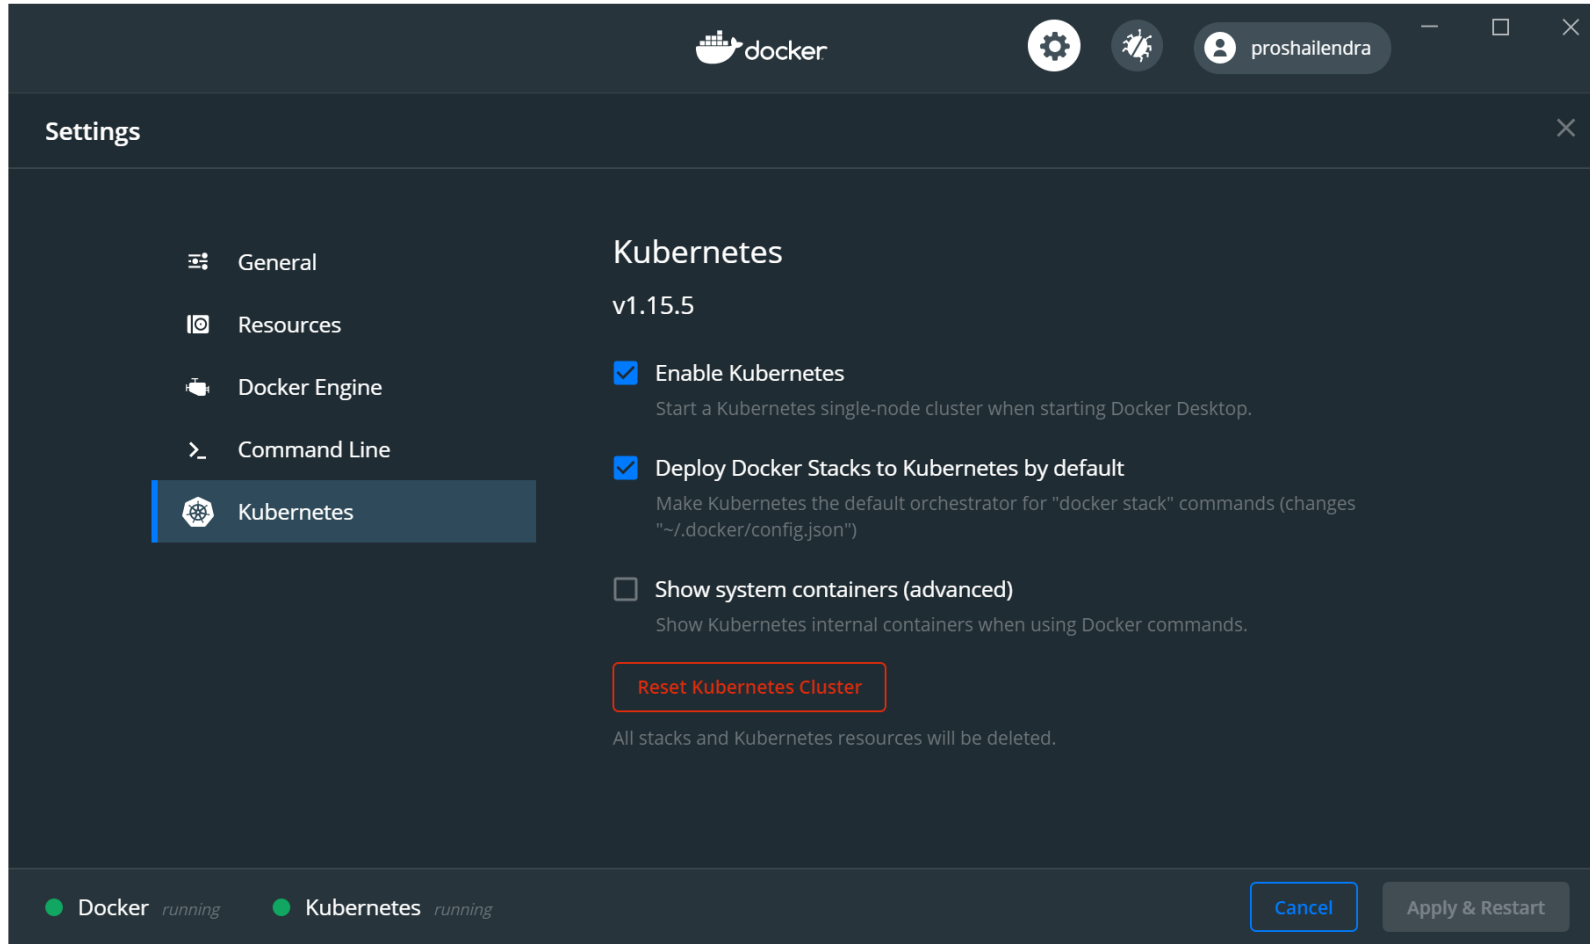 docker
proshailendra
Settings
General
Resources
Docker Engine
Command Line
Kubernetes
Kubernetes
v1.15.5
Enable Kubernetes
Start a Kubernetes single-node cluster when starting Docker Desktop.
Deploy Docker Stacks to Kubernetes by default
Make Kubernetes the default orchestrator for "docker stack" commands (changes
"~/.docker/config.json")
Show system containers (advanced)
Show Kubernetes internal containers when using Docker commands.
Reset Kubernetes Cluster
All stacks and Kubernetes resources will be deleted.
Docker running
Kubernetes running
Cancel
Apply & Restart